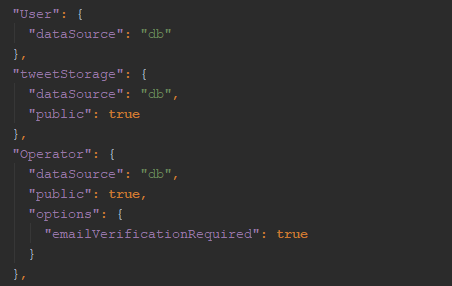 "User": {
"dataSource": "db"
},
"tweetStorage": {
"dataSource": "db",
"public": true
},
"Operator": {
"dataSource": "db",
"public": true,
"options": {
"emailVerificationRequired": true
}
},